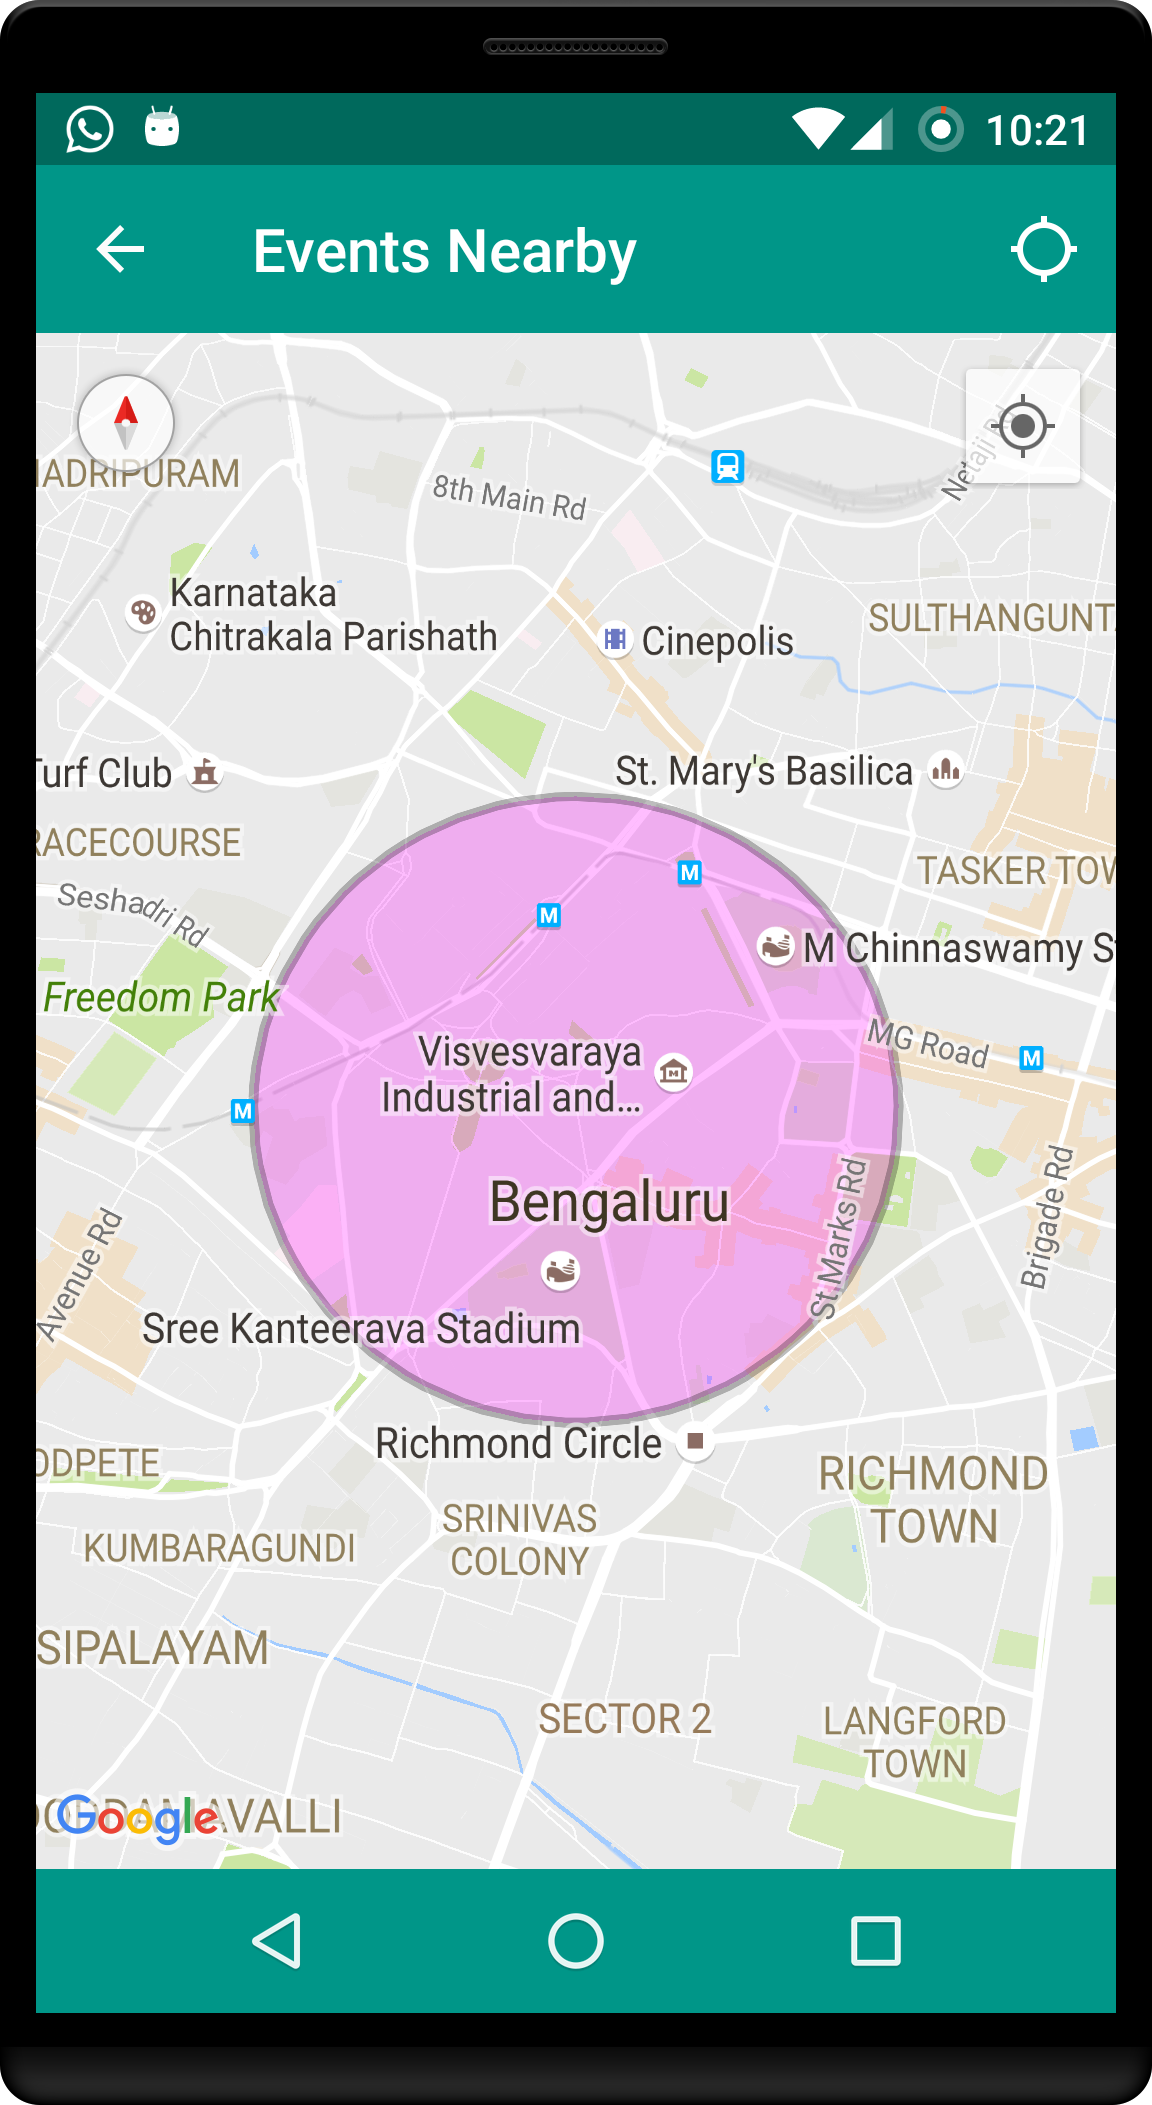 10:21
Events Nearby
ADRIPURAM
8th Main Rd
Netaji Rd
Karnataka
Chitrakala Parishath
Cinepolis
SULTHANGUNT
Turf Club
St. Mary's Basilica
RACECOURSE
TASKER TOW
Seshadri Rd
M
M
M Chinnaswamy S
Freedom Park
MG Road
Visvesvaraya
Industrial and...
M
M
Bengaluru
St.Marks Rd
Brigade Rd
Avenue Rd
Sree Kanteerava Stadium
Richmond Circle
ODPETE
RICHMOND
TOWN
SRINIVAS
COLONY
KUMBARAGUNDI
SIPALAYAM
SECTOR 2
LANGFORD
TOWN
Google
AVALLI